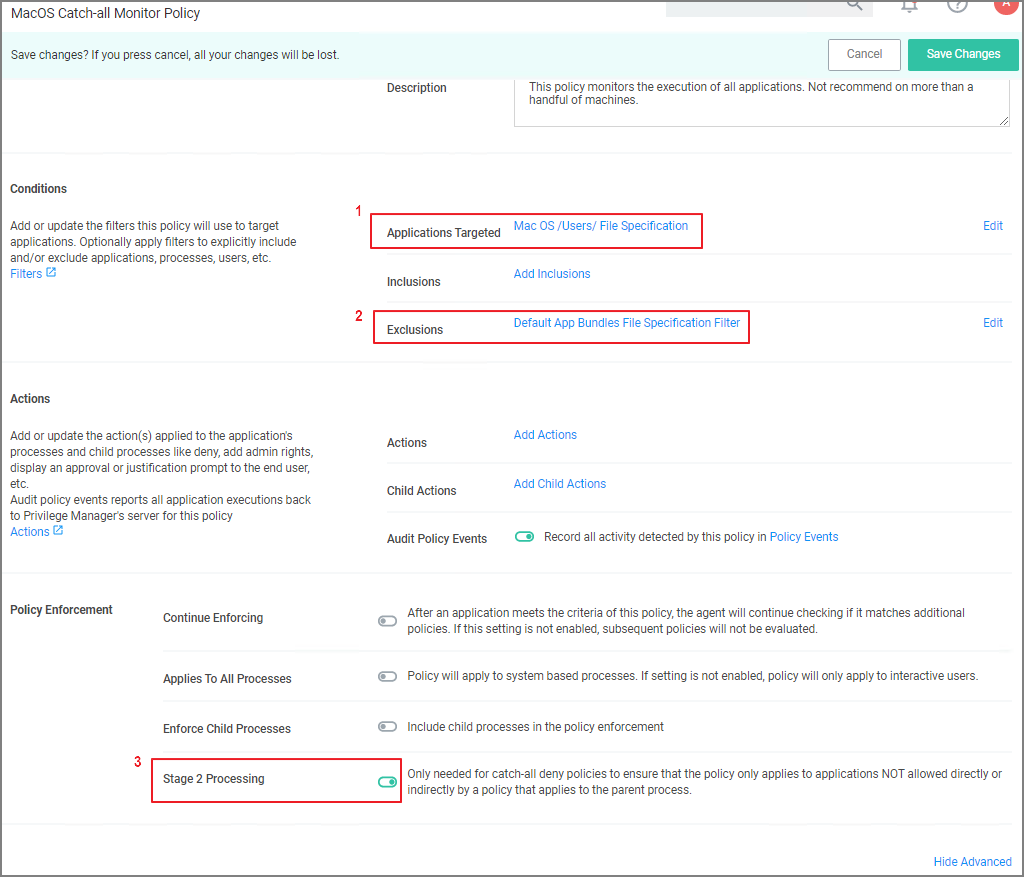 MacOS Catch-all Monitor Policy
?
A
Save changes? If you press cancel, all your changes will be lost.
Cancel
Save Changes
Description
This policy monitors the execution of all applications. Not recommend on more than a
handful of machines.
Conditions
Add or update the filters this policy will use to target
applications. Optionally apply filters to explicitly include
and/or exclude applications, processes, users, etc.
Filters
1
Applications Targeted
Mac OS /Users/ File Specification
Edit
Inclusions
Add Inclusions
2
Exclusions
Default App Bundles File Specification Filter
Edit
Actions
Add or update the action(s) applied to the application's
processes and child processes like deny, add admin rights,
display an approval or justification prompt to the end user,
etc.
Audit policy events reports all application executions back
to Privilege Manager's server for this policy
Actions
Actions
Add Actions
Child Actions
Add Child Actions
Audit Policy Events
Record all activity detected by this policy in Policy Events
Policy Enforcement
Continue Enforcing
After an application meets the criteria of this policy, the agent will continue checking if it matches additional
policies. If this setting is not enabled, subsequent policies will not be evaluated.
Applies To All Processes
Policy will apply to system based processes. If setting is not enabled, policy will only apply to interactive users.
Enforce Child Processes
Include child processes in the policy enforcement
3
Stage 2 Processing
Only needed for catch-all deny policies to ensure that the policy only applies to applications NOT allowed directly or
indirectly by a policy that applies to the parent process.
Hide Advanced